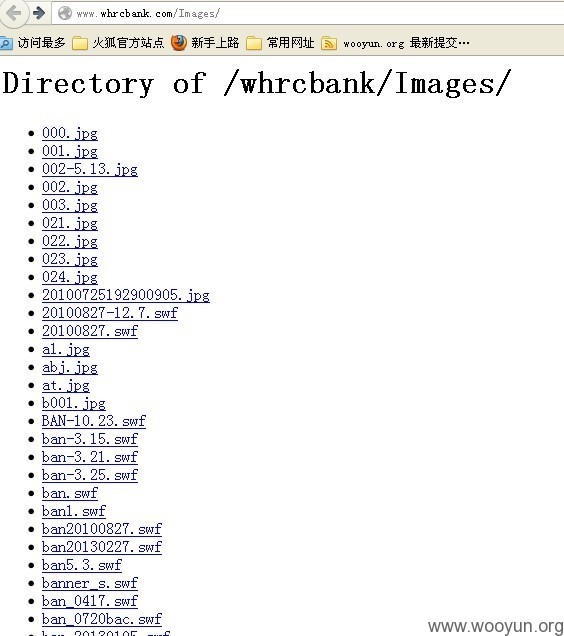 www.whrcbank.com/Images/
访问最多 火狐官方站点 新手上路 常用网址 wooyun.org 最新提交…
Directory of /whrcbank/Images/
000.jpg
001.jpg
002-5.13.jpg
002.jpg
003.jpg
021.jpg
022.jpg
023.jpg
024.jpg
20100725192900905.jpg
20100827-12.7.swf
20100827.swf
a1.jpg
abj.jpg
at.jpg
b001.jpg
BAN-10.23.swf
ban-3.15.swf
ban-3.21.swf
ban-3.25.swf
ban.swf
ban1.swf
ban20100827.swf
ban20130227.swf
ban5.3.swf
banner_s.swf
ban_0417.swf
ban_0720bac.swf
www.wooyun.org